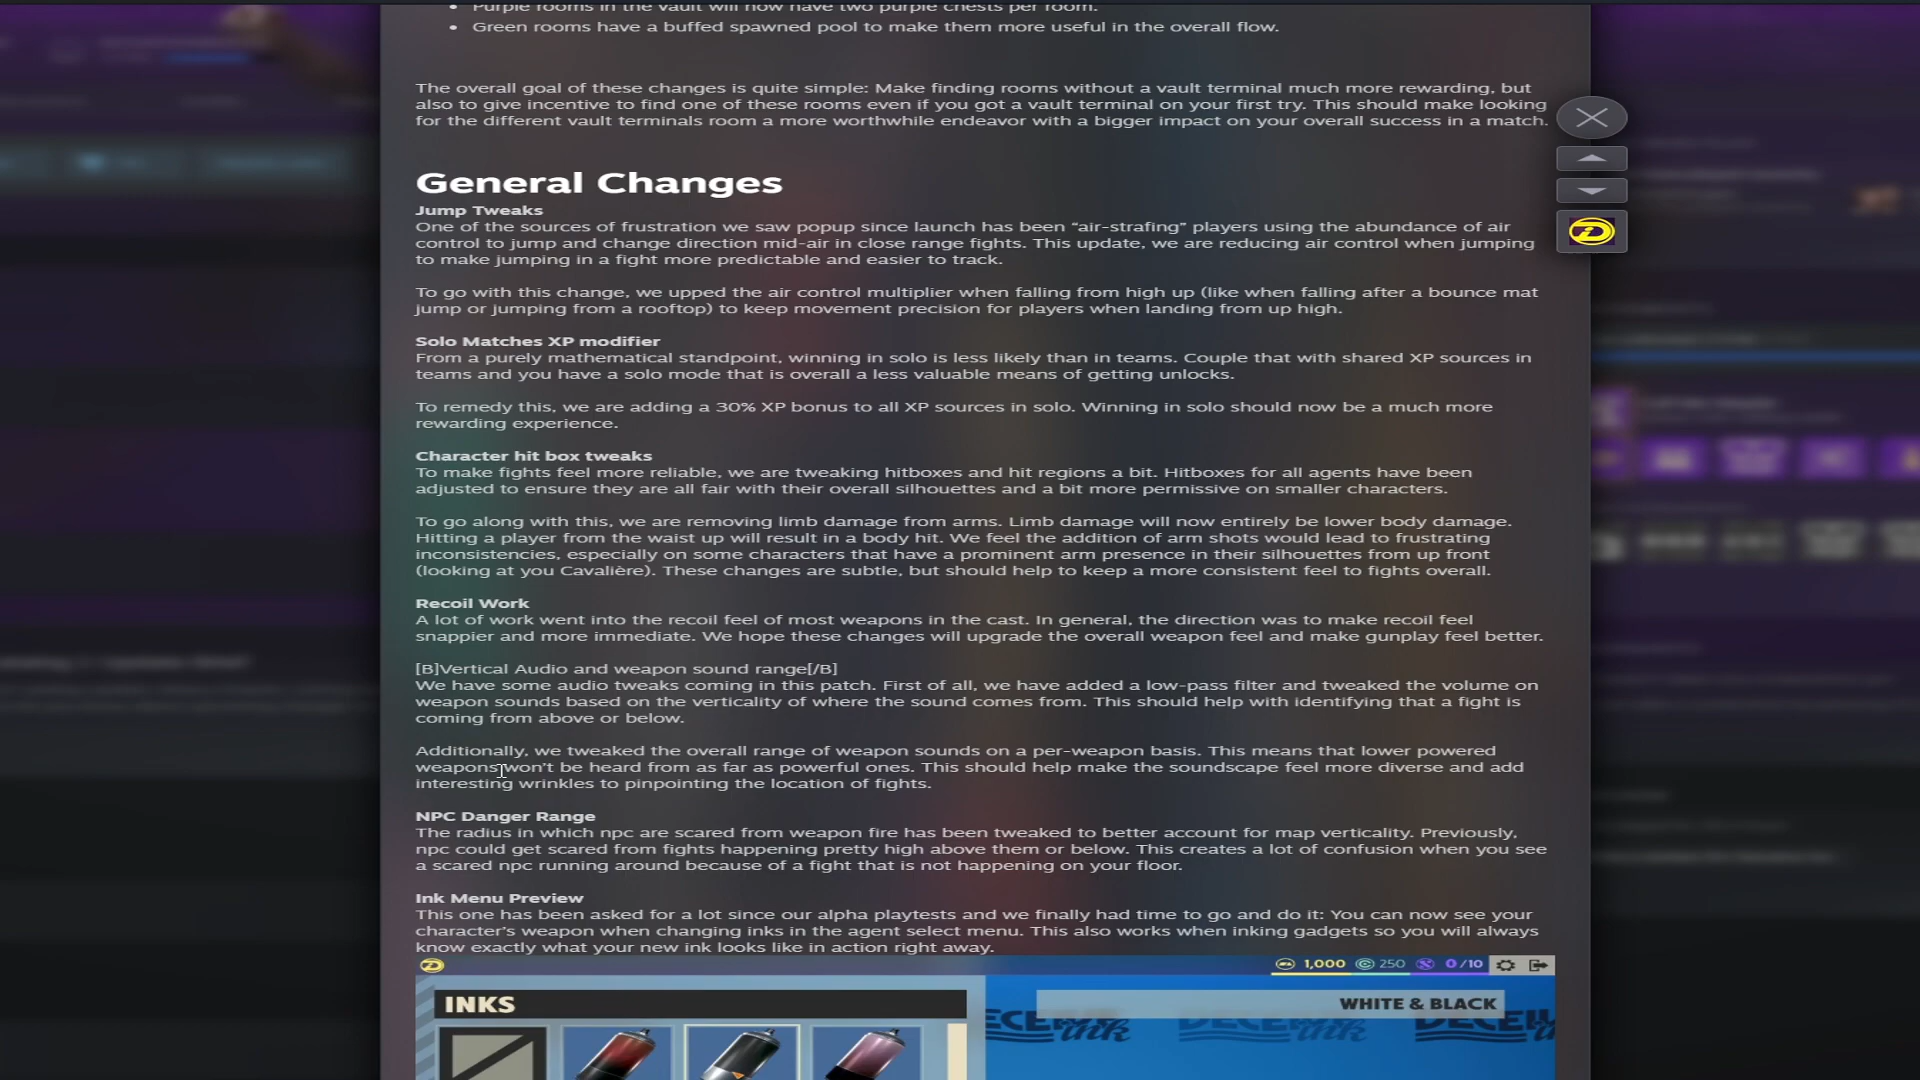 Purple rooms in the vault will now have two purple chests per room.
• Green rooms have a buffed spawned pool to make them more useful in the overall flow.
The overall goal of these changes is quite simple: Make finding rooms without a vault terminal much more rewarding, but
also to give incentive to find one of these rooms even if you got a vault terminal on your first try. This should make looking
for the different vault terminals room a more worthwhile endeavor with a bigger impact on your overall success in a match.
General Changes
Jump Tweaks
One of the sources of frustration we saw popup since launch has been “air-strafing” players using the abundance of air
control to jump and change direction mid-air in close range fights. This update, we are reducing air control when jumping
to make jumping in a fight more predictable and easier to track.
To go with this change, we upped the air control multiplier when falling from high up (like when falling after a bounce mat
jump or jumping from a rooftop) to keep movement precision for players when landing from up high.
Solo Matches XP modifier
From a purely mathematical standpoint, winning in solo is less likely than in teams. Couple that with shared XP sources in
teams and you have a solo mode that is overall a less valuable means of getting unlocks.
To remedy this, we are adding a 30% XP bonus to all XP sources in solo. Winning in solo should now be a much more
rewarding experience.
Character hit box tweaks
To make fights feel more reliable, we are tweaking hitboxes and hit regions a bit. Hitboxes for all agents have been
adjusted to ensure they are all fair with their overall silhouettes and a bit more permissive on smaller characters.
To go along with this, we are removing limb damage from arms. Limb damage will now entirely be lower body damage.
Hitting a player from the waist up will result in a body hit. We feel the addition of arm shots would lead to frustrating
inconsistencies, especially on some characters that have a prominent arm presence in their silhouettes from up front
(looking at you Cavalière). These changes are subtle, but should help to keep a more consistent feel to fights overall.
Recoil Work
A lot of work went into the recoil feel of most weapons in the cast. In general, the direction was to make recoil feel
snappier and more immediate. We hope these changes will upgrade the overall weapon feel and make gunplay feel better.
[B]Vertical Audio and weapon sound range[/B]
We have some audio tweaks coming in this patch. First of all, we have added a low-pass filter and tweaked the volume on
weapon sounds based on the verticality of where the sound comes from. This should help with identifying that a fight is
coming from above or below.
Additionally, we tweaked the overall range of weapon sounds on a per-weapon basis. This means that lower powered
weapons won’t be heard from as far as powerful ones. This should help make the soundscape feel more diverse and add
interesting wrinkles to pinpointing the location of fights.
NPC Danger Range
The radius in which npc are scared from weapon fire has been tweaked to better account for map verticality. Previously,
npc could get scared from fights happening pretty high above them or below. This creates a lot of confusion when you see
a scared npc running around because of a fight that is not happening on your floor.
Ink Menu Preview
This one has been asked for a lot since our alpha playtests and we finally had time to go and do it: You can now see your
character’s weapon when changing inks in the agent select menu. This also works when inking gadgets so you will always
know exactly what your new ink looks like in action right away.
1,000 250 0/10
INKS
WHITE & BLACK